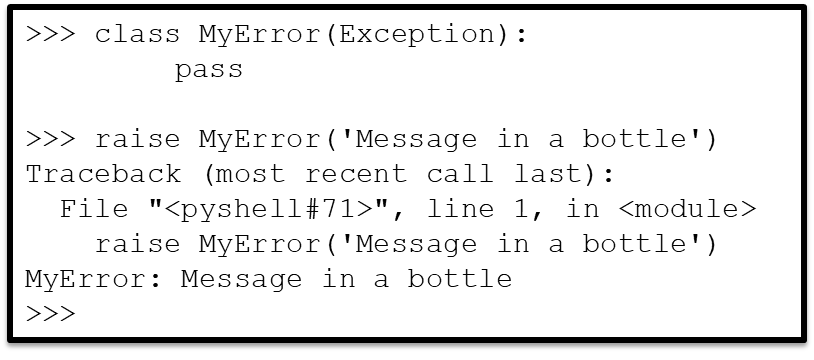 >>> class MyError(Exception):
        pass

>>> raise MyError('Message in a bottle')
Traceback (most recent call last):
  File "<pyshell#71>", line 1, in <module>
    raise MyError('Message in a bottle')
MyError: Message in a bottle
>>>